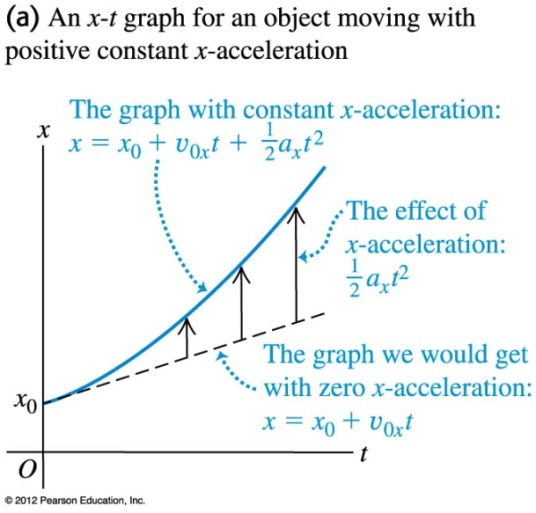 (a) An x-t graph for an object moving with
positive constant x-acceleration
The graph with constant x-acceleration:
x = x₀ + v₀ₓt + ½aₓt²
x
The effect of
x-acceleration:
½aₓt²
The graph we would get
with zero x-acceleration:
x = x₀ + v₀ₓt
x₀
t
O
© 2012 Pearson Education, Inc.